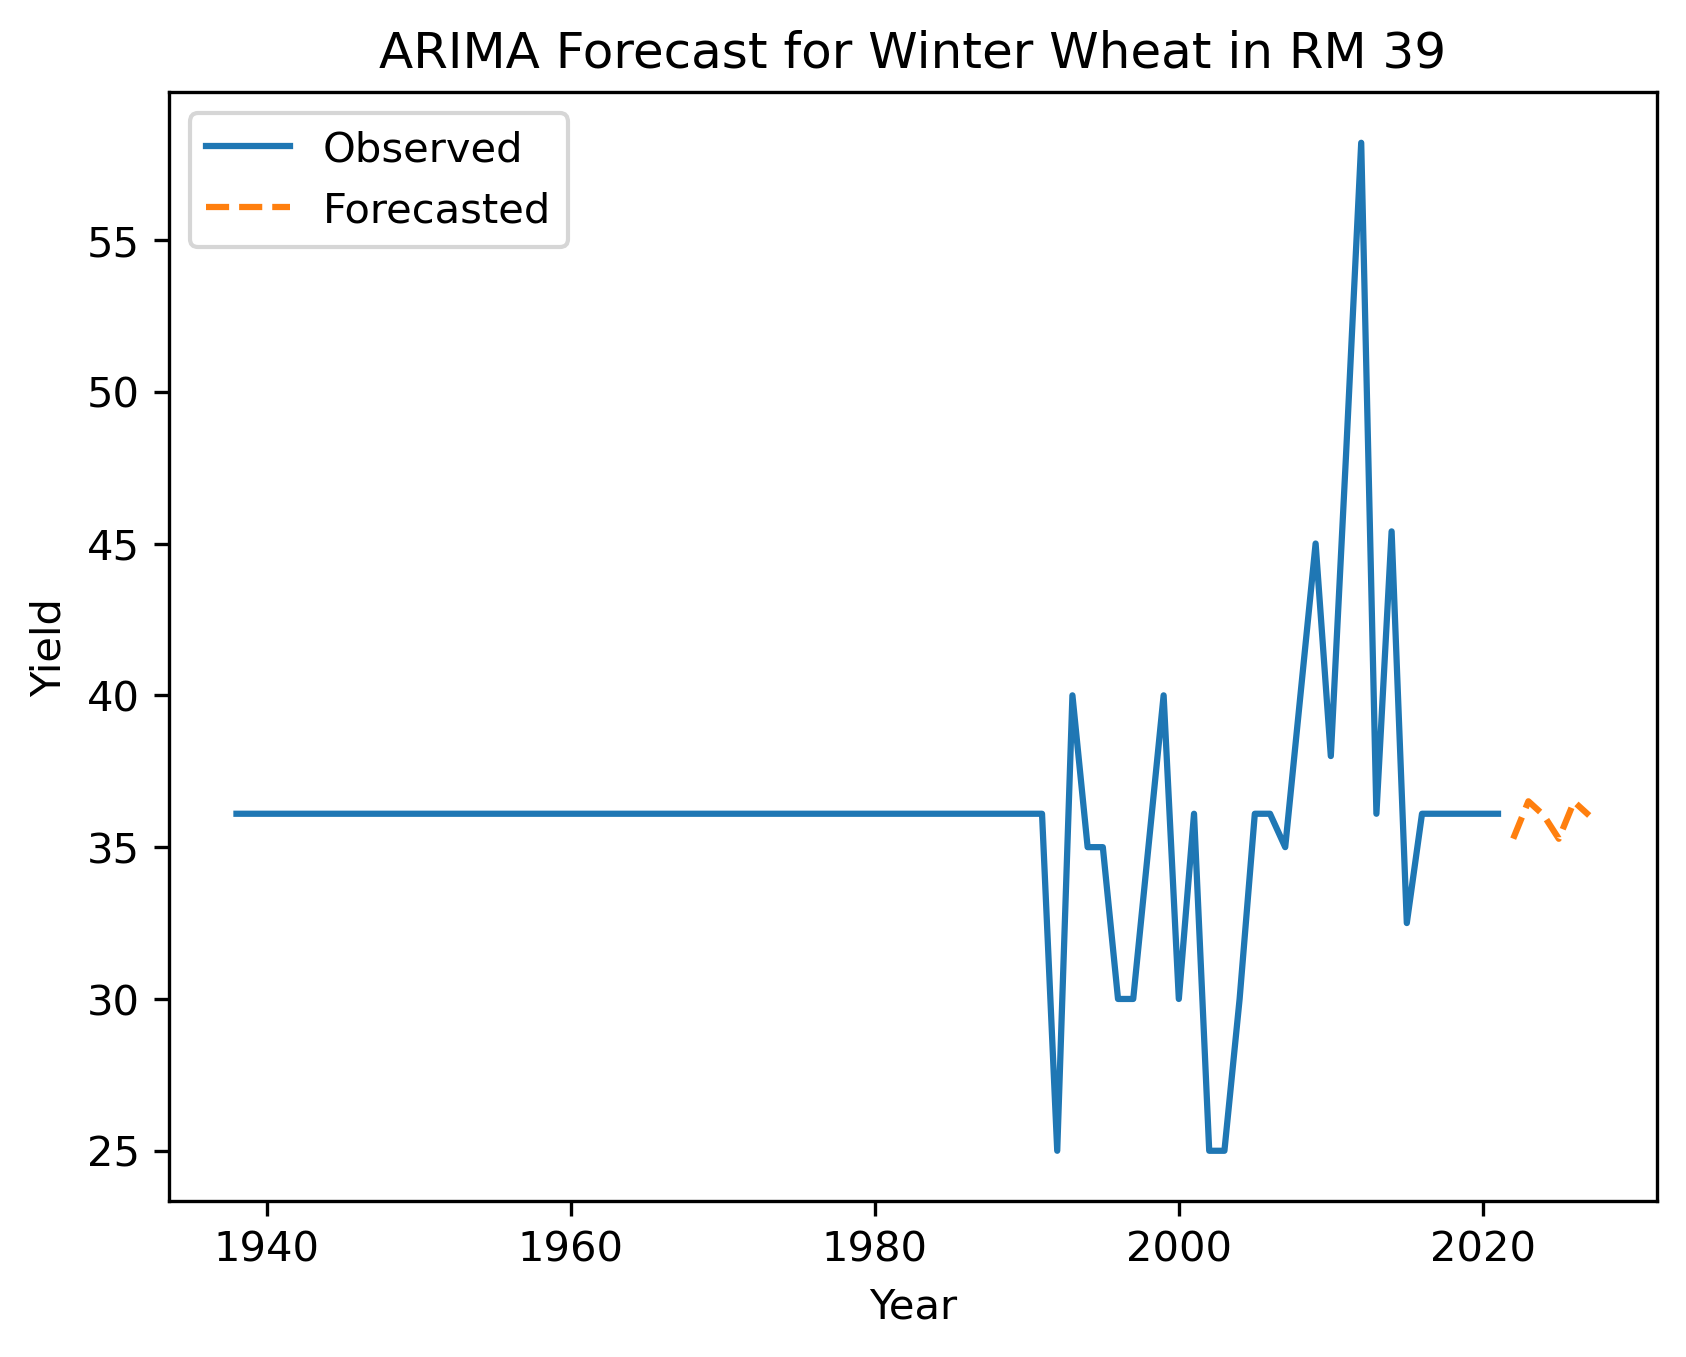 ARIMA Forecast for Winter Wheat in RM 39
Observed
Forecasted
55
50
45
40
35
30
25
Yield
1940 1960 1980 2000 2020
Year